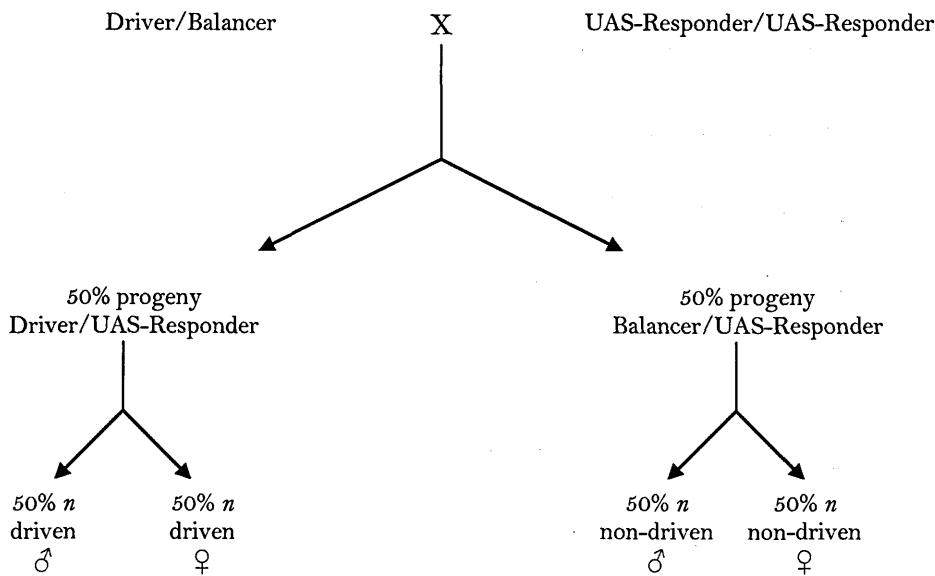 Driver/Balancer X UAS-Responder/UAS-Responder
50% progeny
Driver/UAS-Responder
50% progeny
Balancer/UAS-Responder
50% n
driven
♂
50% n
driven
♀
50% n
non-driven
♂
50% n
non-driven
♀